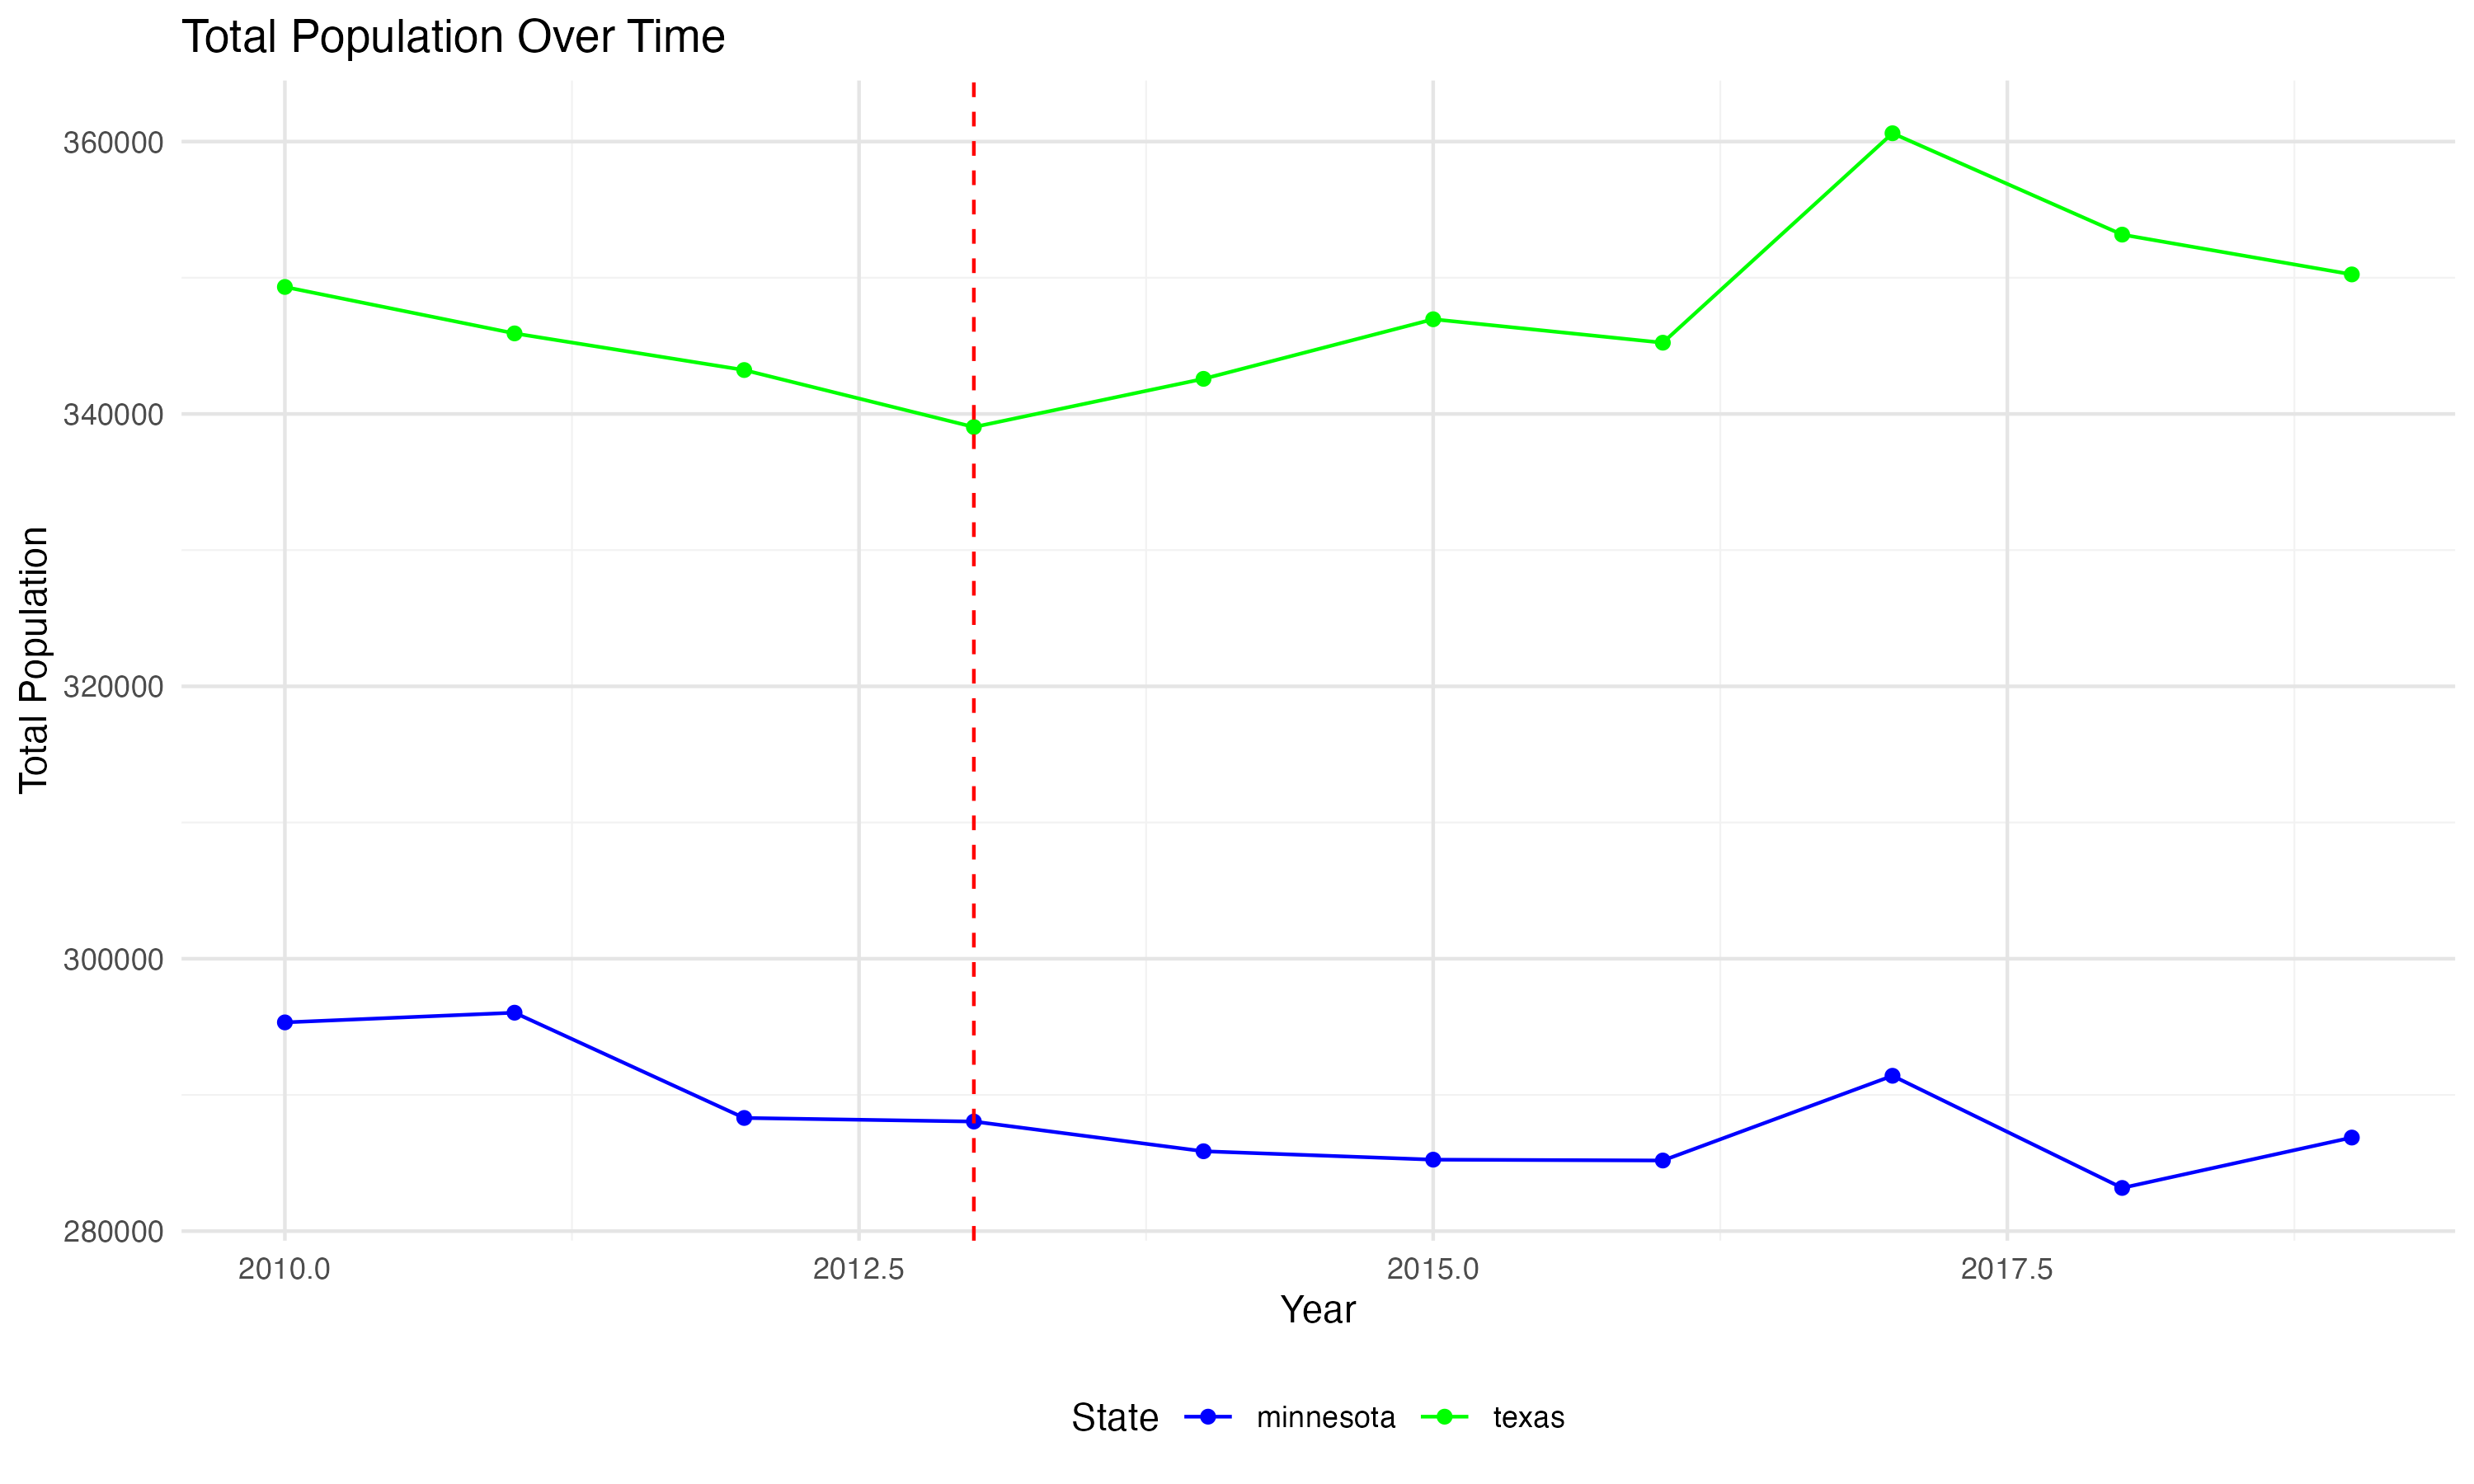 Total Population Over Time
Total Population
360000
340000
320000
300000
280000
2010.0 2012.5 2015.0 2017.5
Year
State minnesota texas